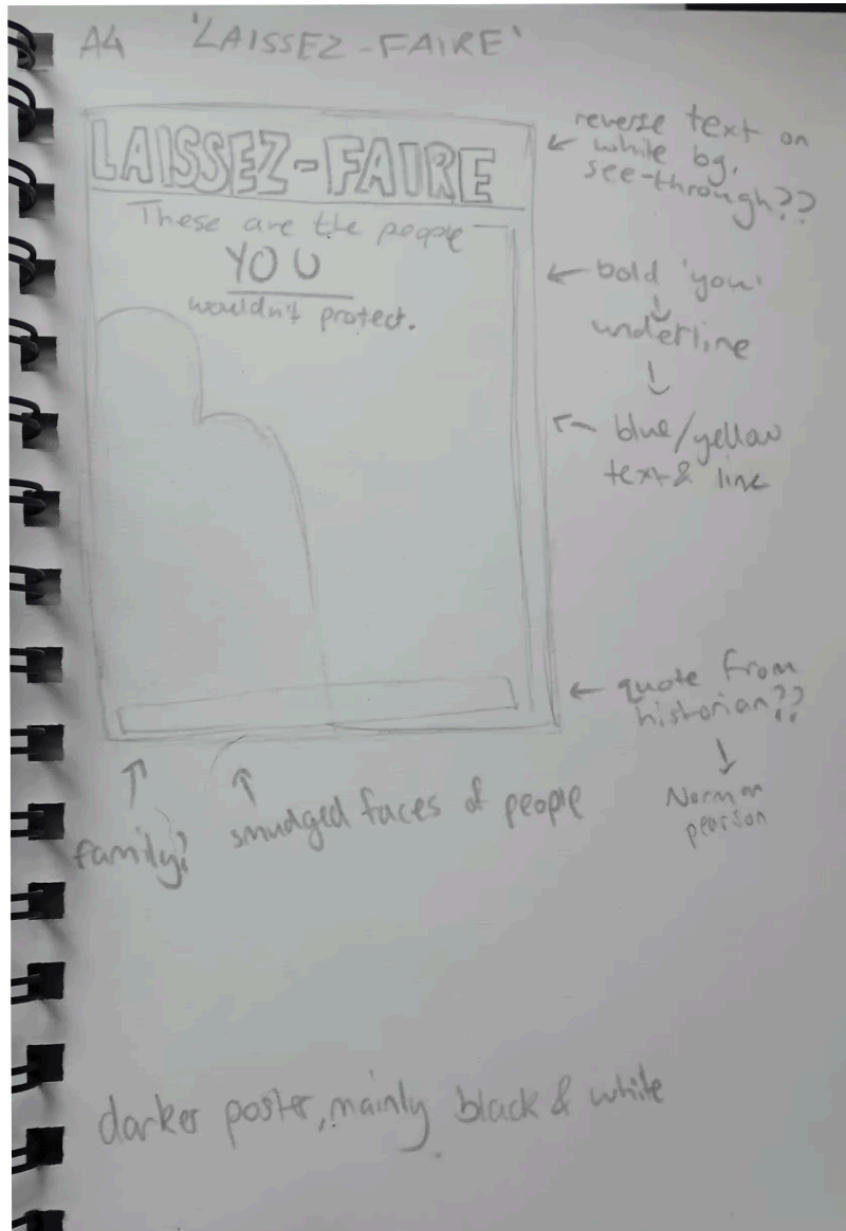 A4 'LAISSEZ-FAIRE'
LAISSEZ-FAIRE
These are the people
YOU
wouldn't protect.
reverse text on
white bg,
see-through??
bold 'you'
underline
blue/yellow
text & line
quote from
historian??
Norman
pearson
family?
smudged faces of people
darker poster, mainly black & white